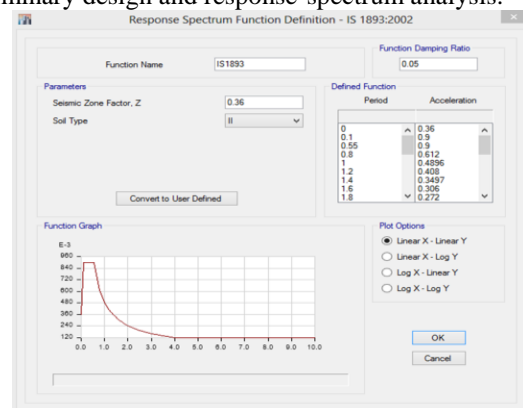 minary design and response-spectrum analysis.
Response Spectrum Function Definition - IS 1893:2002
Function Name
IS1893
Function Damping Ratio
0.05
Parameters
Seismic Zone Factor, Z
0.36
Soil Type
II
Convert to User Defined
Defined Function
Period Acceleration
0 0.36
0.1 0.9
0.55 0.9
0.8 0.612
1 0.4896
1.2 0.408
1.4 0.3497
1.6 0.306
1.8 0.272
Function Graph
E-3
960
840
720
600
480
360
240
120
0.0 1.0 2.0 3.0 4.0 5.0 6.0 7.0 8.0 9.0 10.0
Plot Options
Linear X - Linear Y
Linear X - Log Y
Log X - Linear Y
Log X - Log Y
OK
Cancel